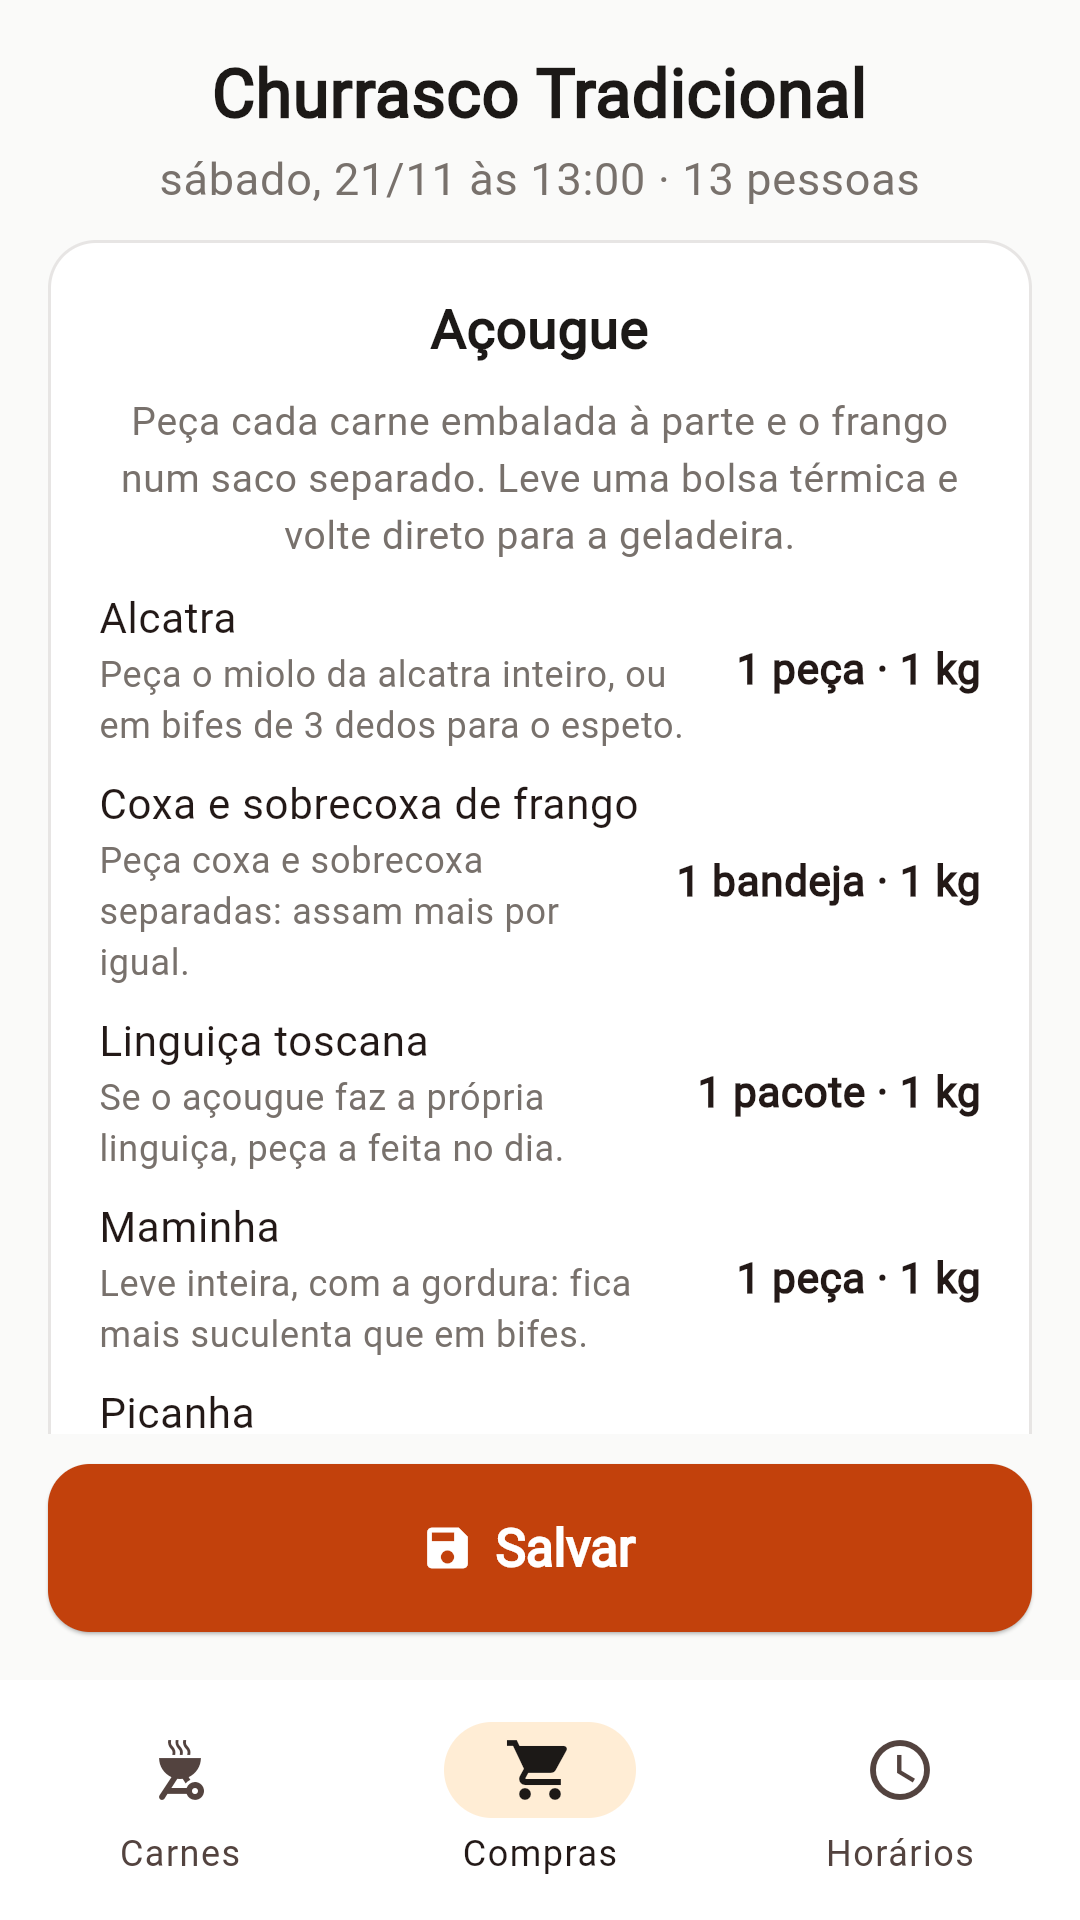 Churrasco Tradicional
sábado, 21/11 às 13:00 · 13 pessoas
Açougue
Peça cada carne embalada à parte e o frango
num saco separado. Leve uma bolsa térmica e
volte direto para a geladeira.
Alcatra
Peça o miolo da alcatra inteiro, ou
em bifes de 3 dedos para o espeto.
1 peça · 1 kg
Coxa e sobrecoxa de frango
Peça coxa e sobrecoxa
separadas: assam mais por
igual.
1 bandeja · 1 kg
Linguiça toscana
Se o açougue faz a própria
linguiça, peça a feita no dia.
1 pacote · 1 kg
Maminha
Leve inteira, com a gordura: fica
mais suculenta que em bifes.
1 peça · 1 kg
Picanha
Salvar
Carnes
Compras
Horários